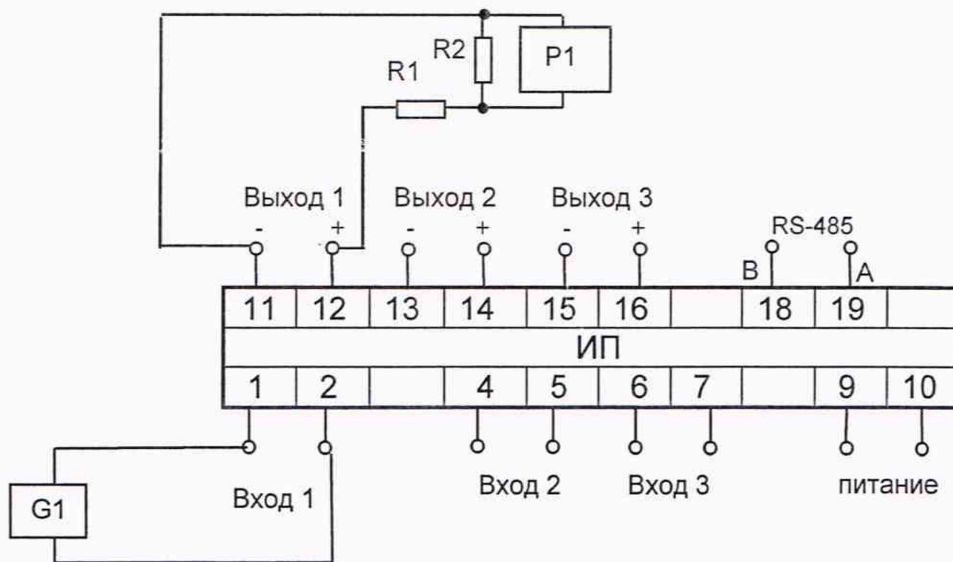 R2
P1
R1
Выход 1
Выход 2
Выход 3
RS-485
- + - + - +
B A
11 12 13 14 15 16 18 19
ИП
1 2 4 5 6 7 9 10
G1
Вход 1
Вход 2
Вход 3
питание